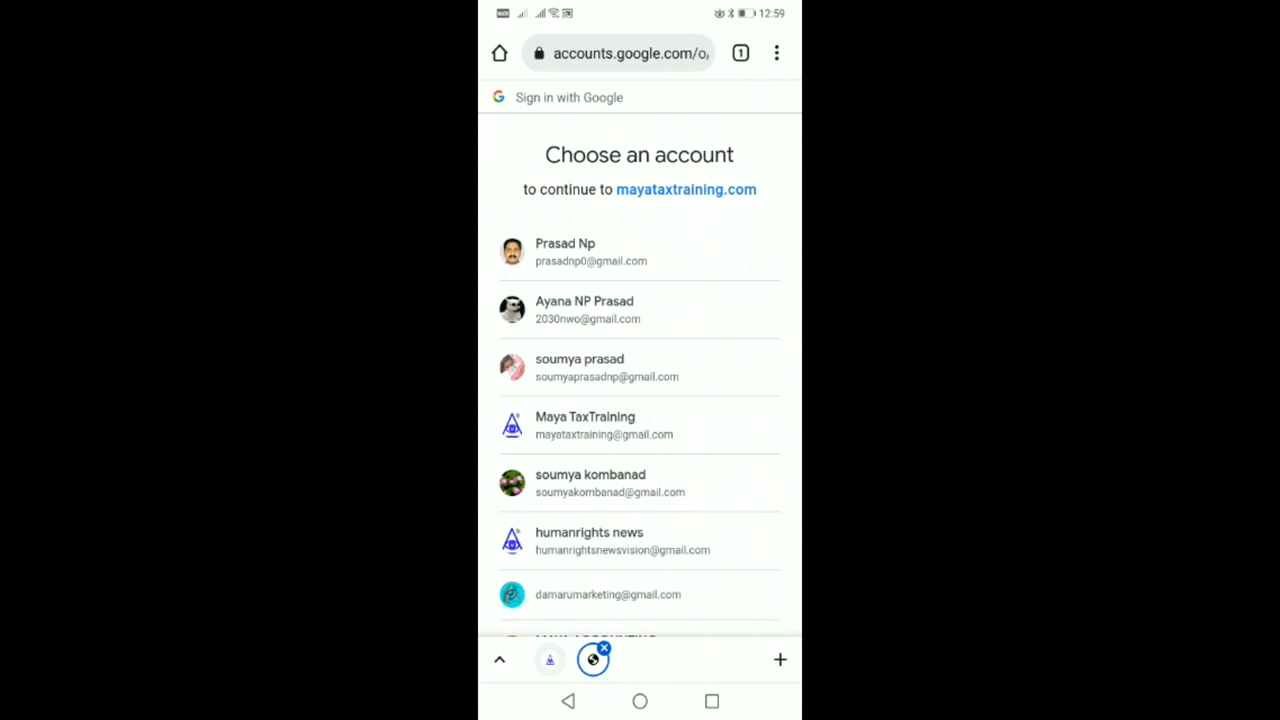 12:59
accounts.google.com/o/
1
Sign in with Google
Choose an account
to continue to mayataxtraining.com
Prasad Np
prasadnp0@gmail.com
Ayana NP Prasad
2030nwo@gmail.com
soumya prasad
soumyaprasadnp@gmail.com
Maya TaxTraining
mayataxtraining@gmail.com
soumya kombanad
soumyakombanad@gmail.com
humanrights news
humanrightsnewsvision@gmail.com
damarumarketing@gmail.com